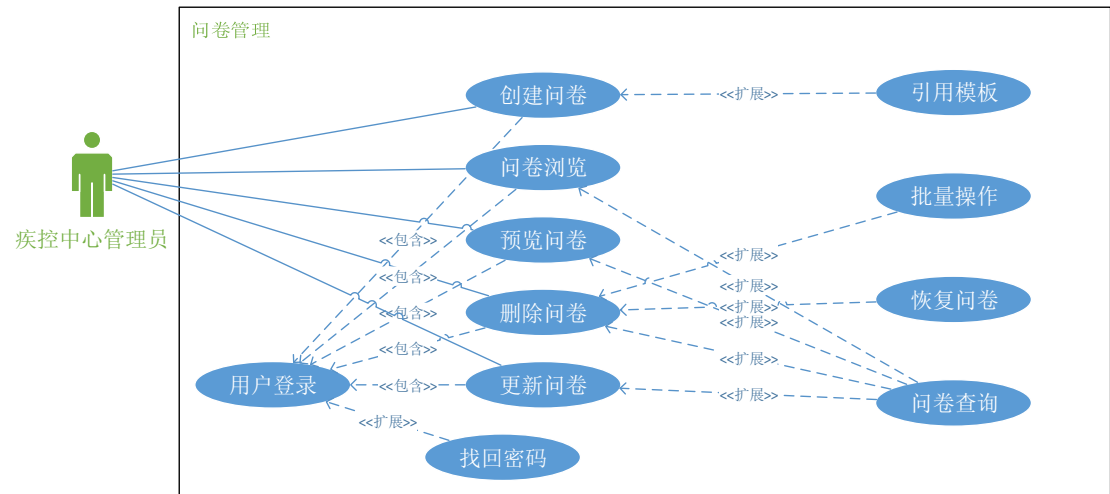 问卷管理
创建问卷
<<扩展>>
引用模板
问卷浏览
批量操作
疾控中心管理员
<<包含>>
预览问卷
<<扩展>>
<<包含>>
<<扩展>>
删除问卷
<<扩展>>
恢复问卷
<<包含>>
<<扩展>>
<<包含>>
<<扩展>>
用户登录
<<包含>>
更新问卷
<<扩展>>
问卷查询
<<扩展>>
找回密码